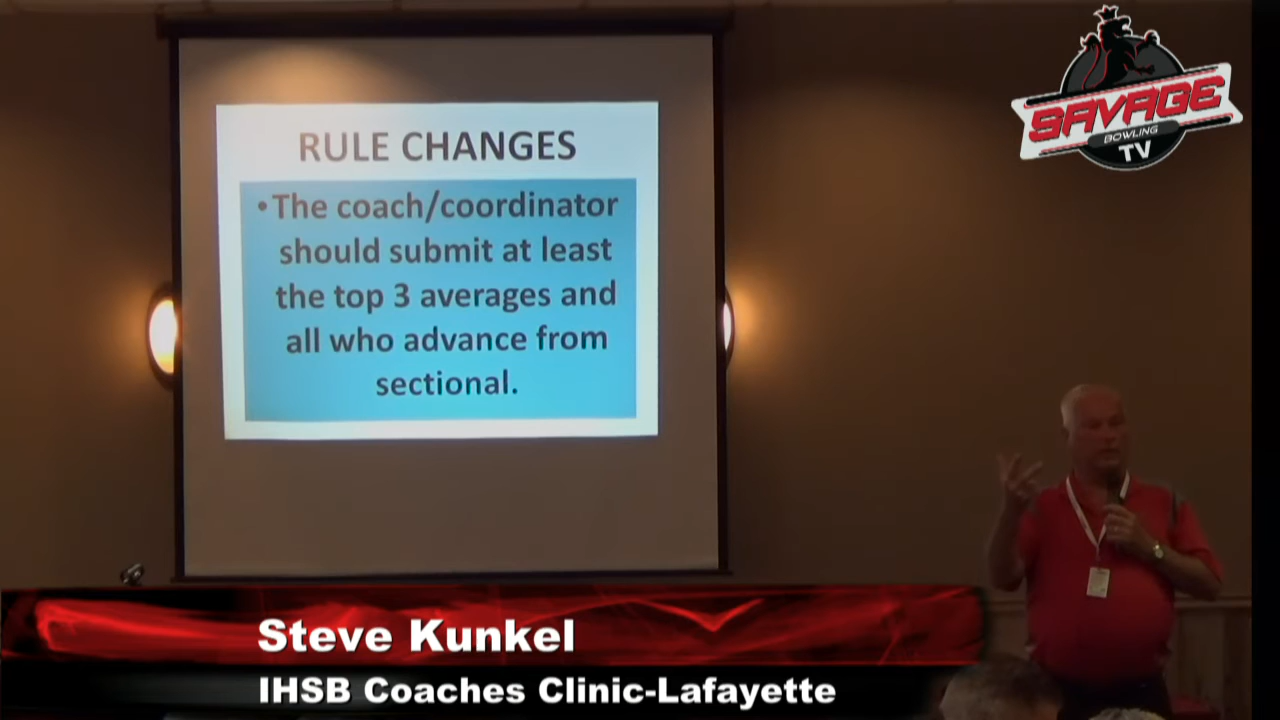 SAVAGE
BOWLING
TV
RULE CHANGES
•The coach/coordinator
should submit at least
the top 3 averages and
all who advance from
sectional.
Steve Kunkel
IHSB Coaches Clinic-Lafayette